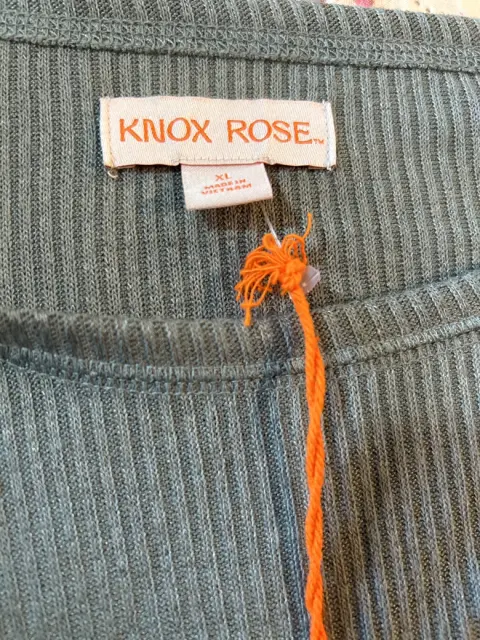 KNOX ROSE™
XL
MADE IN
VIETNAM